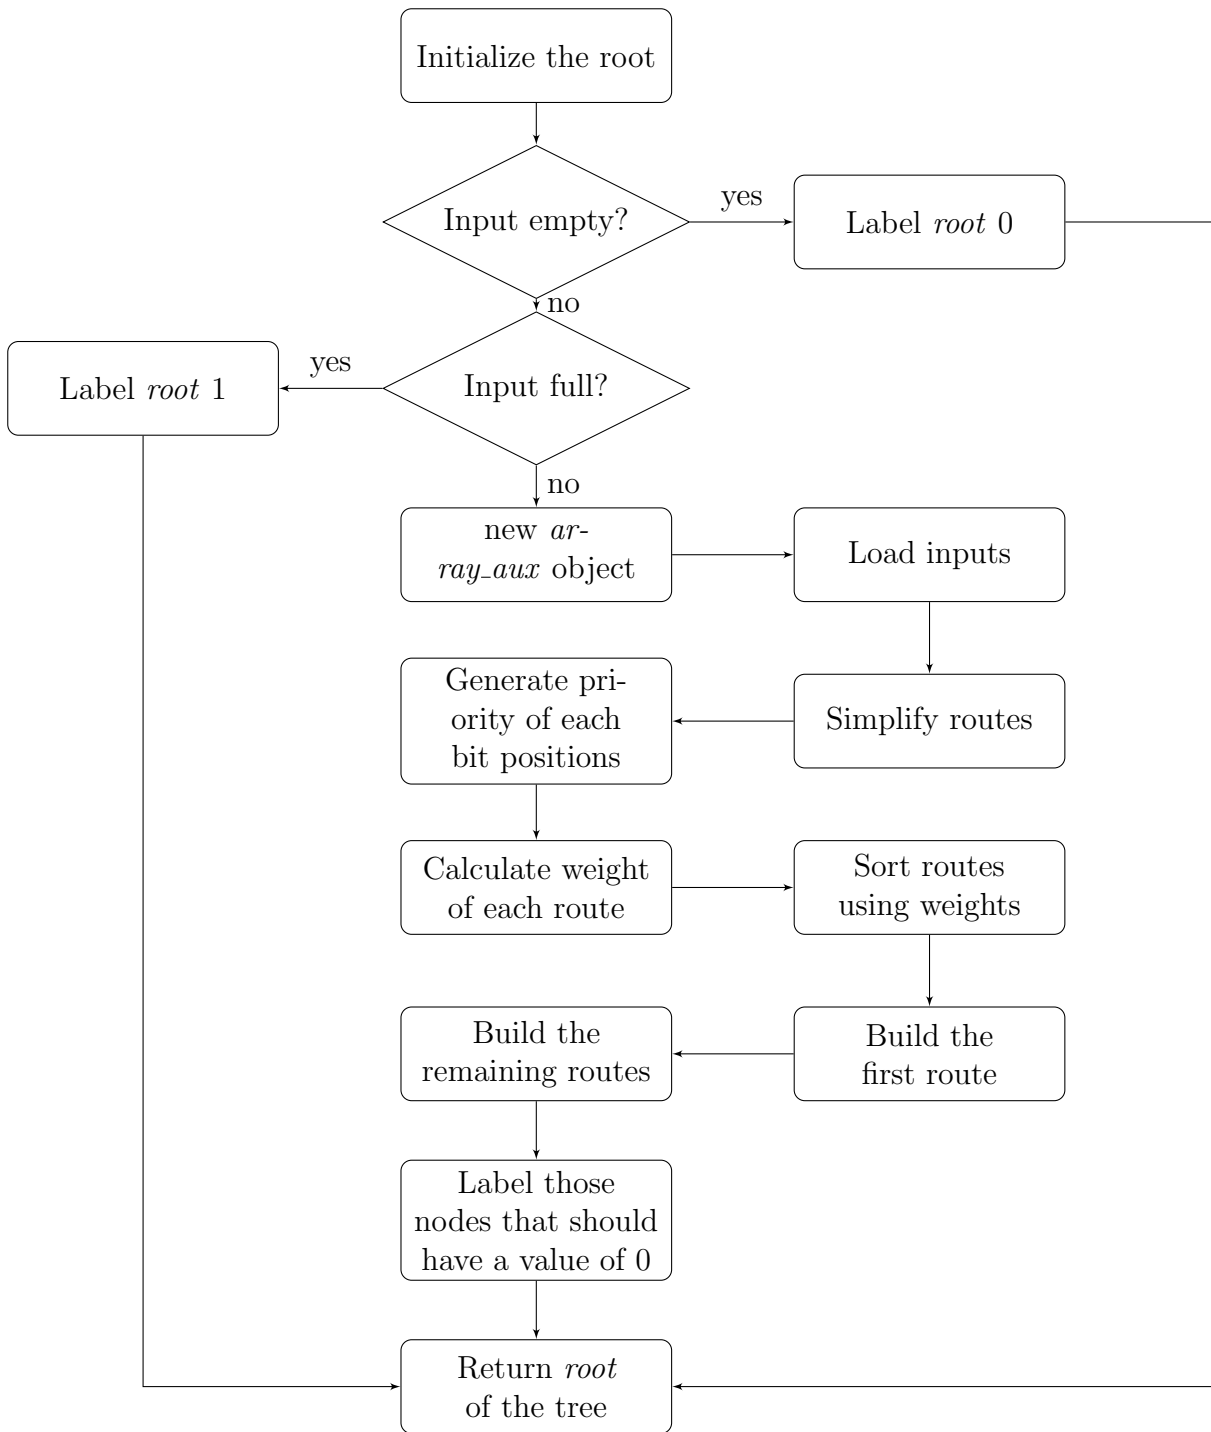 Initialize the root
Input empty?
yes
Label root 0
no
Input full?
yes
Label root 1
no
new ar-
ray_aux object
Load inputs
Simplify routes
Generate pri-
ority of each
bit positions
Calculate weight
of each route
Sort routes
using weights
Build the
first route
Build the
remaining routes
Label those
nodes that should
have a value of 0
Return root
of the tree